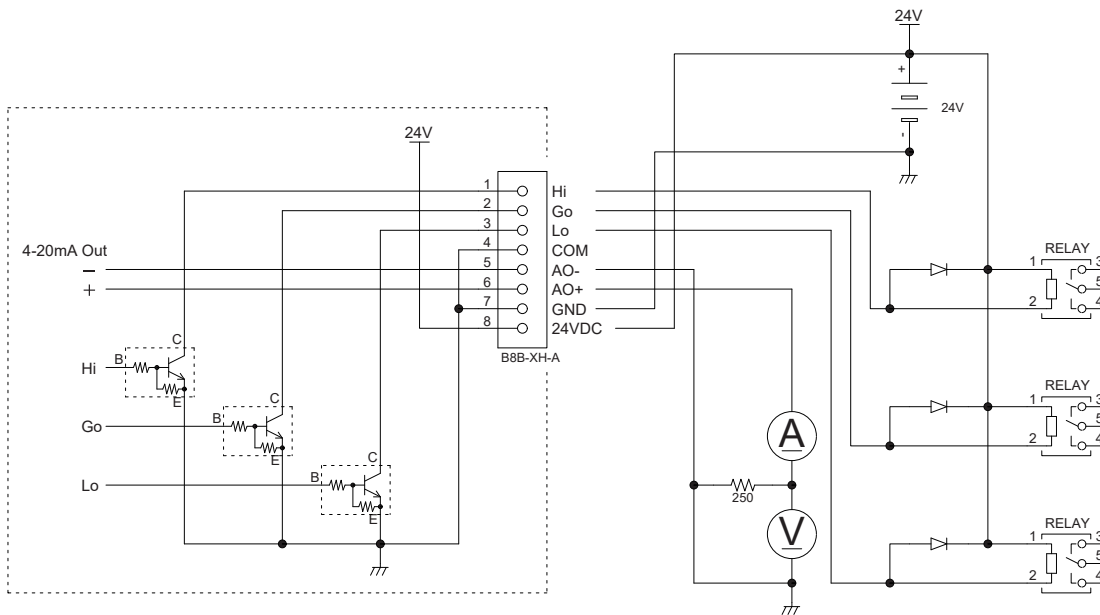 24V
+
24V
-
24V
1 Hi
2 Go
3 Lo
4 COM
4-20mA Out
− 5 AO-
+ 6 AO+
7 GND
8 24VDC
B8B-XH-A
RELAY
1 3
5
2 4
C
Hi B
E
C
Go B
E
C
Lo B
E
RELAY
1 3
5
2 4
A
250
V
RELAY
1 3
5
2 4